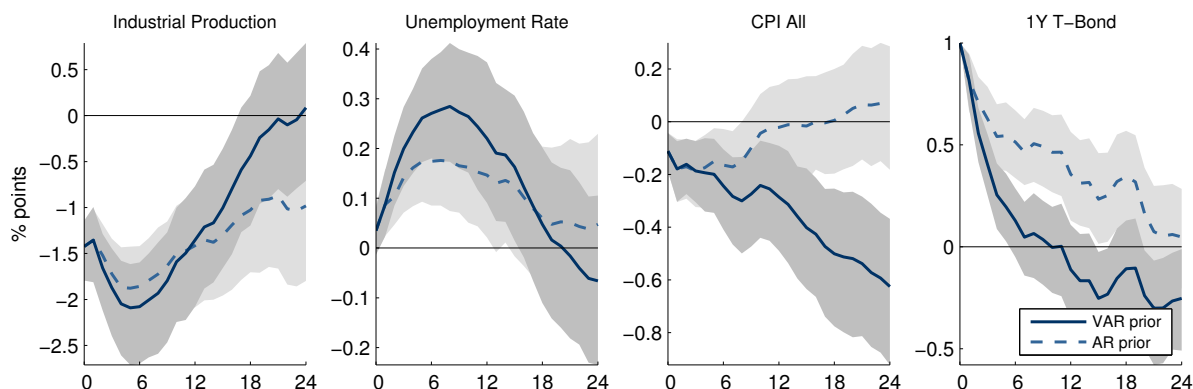 Industrial Production
Unemployment Rate
CPI All
1Y T−Bond
% points
0.5
0
−0.5
−1
−1.5
−2
−2.5
0 6 12 18 24
0.4
0.3
0.2
0.1
0
−0.1
−0.2
0 6 12 18 24
0.2
0
−0.2
−0.4
−0.6
−0.8
0 6 12 18 24
1
0.5
0
−0.5
0 6 12 18 24
VAR prior
AR prior